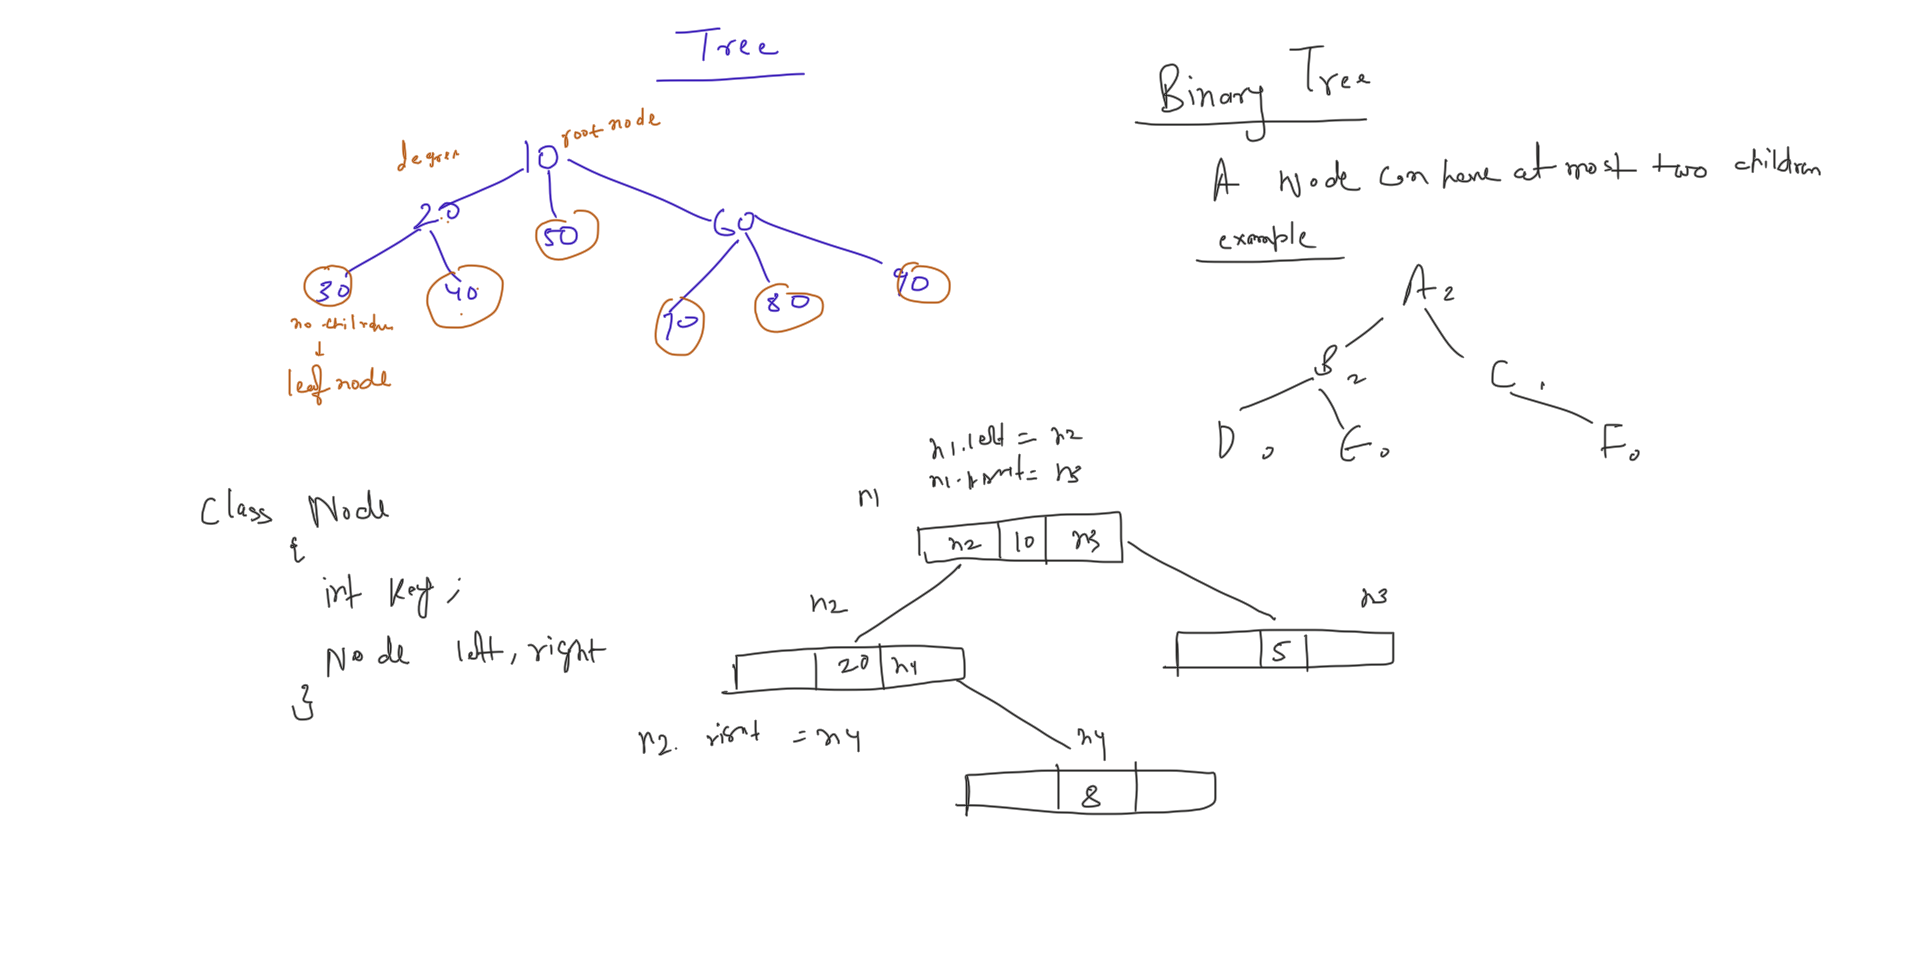 Tree
degree
10
root node
20
50
60
30
40
70
80
90
no children
leaf node
Binary Tree
A Node can have at most two children
example
A 2
B 2
C 1
D 0
E 0
F 0
Class Node
{
int key;
Node left, right
}
n1.left = n2
n1.right = n3
n1
n2 10 n3
n2
n3
20 n4
5
n2. right = n4
n4
8